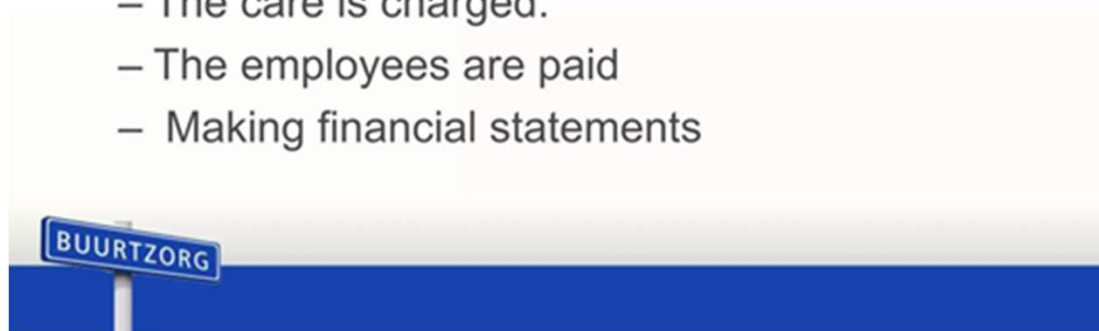 – The care is charged.
– The employees are paid
– Making financial statements
BUURTZORG